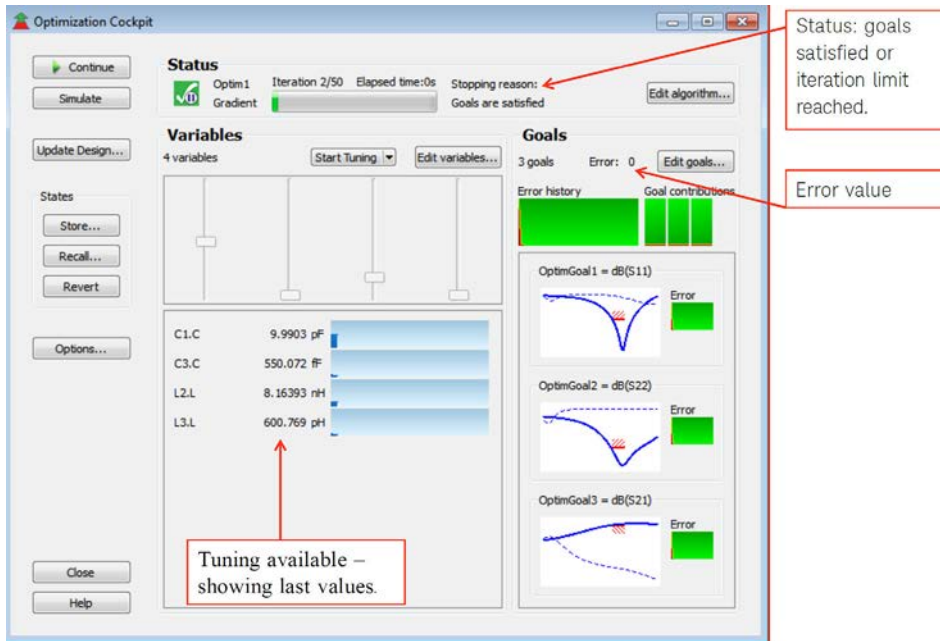 Optimization Cockpit
Continue
Simulate
Update Design...
States
Store...
Recall...
Revert
Options...
Close
Help
Status
Optim1
Gradient
Iteration 2/50 Elapsed time:0s
Stopping reason:
Goals are satisfied
Edit algorithm...
Variables
4 variables
Start Tuning
Edit variables...
C1.C 9.9903 pF
C3.C 550.072 fF
L2.L 8.16393 nH
L3.L 600.769 pH
Tuning available –
showing last values.
Goals
3 goals Error: 0
Edit goals...
Error history
Goal contributions
OptimGoal1 = dB(S11)
Error
OptimGoal2 = dB(S22)
Error
OptimGoal3 = dB(S21)
Error
Status: goals
satisfied or
iteration limit
reached.
Error value